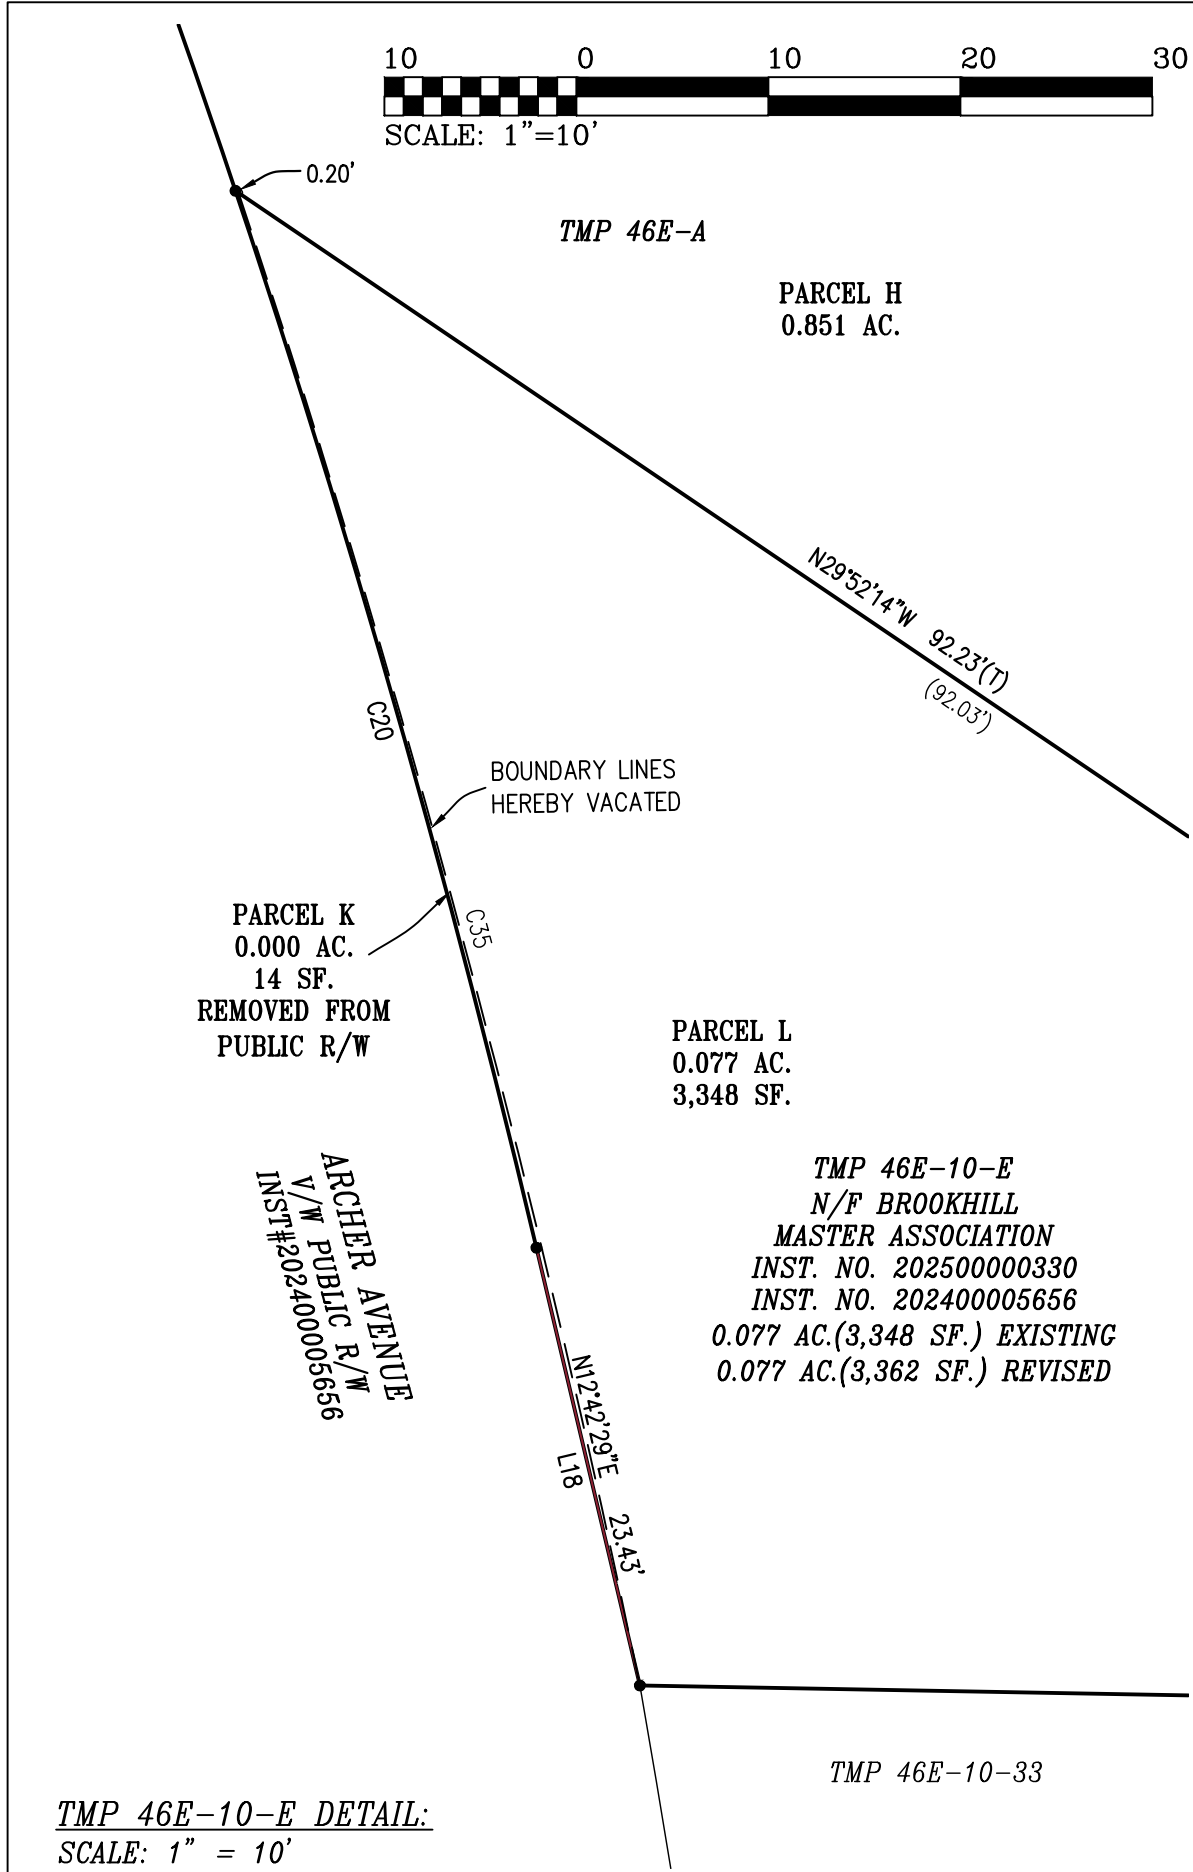 10 0 10 20 30
SCALE: 1"=10'
0.20'
TMP 46E-A
PARCEL H
0.851 AC.
N29°52'14"W 92.23'(T)
(92.03')
C20
BOUNDARY LINES
HEREBY VACATED
PARCEL K
0.000 AC.
14 SF.
REMOVED FROM
PUBLIC R/W
C35
PARCEL L
0.077 AC.
3,348 SF.
ARCHER AVENUE
V/W PUBLIC R/W
INST#202400005656
TMP 46E-10-E
N/F BROOKHILL
MASTER ASSOCIATION
INST. NO. 202500000330
INST. NO. 202400005656
0.077 AC.(3,348 SF.) EXISTING
0.077 AC.(3,362 SF.) REVISED
N12°42'29"E 23.43'
L18
TMP 46E-10-33
TMP 46E-10-E DETAIL:
SCALE: 1" = 10'